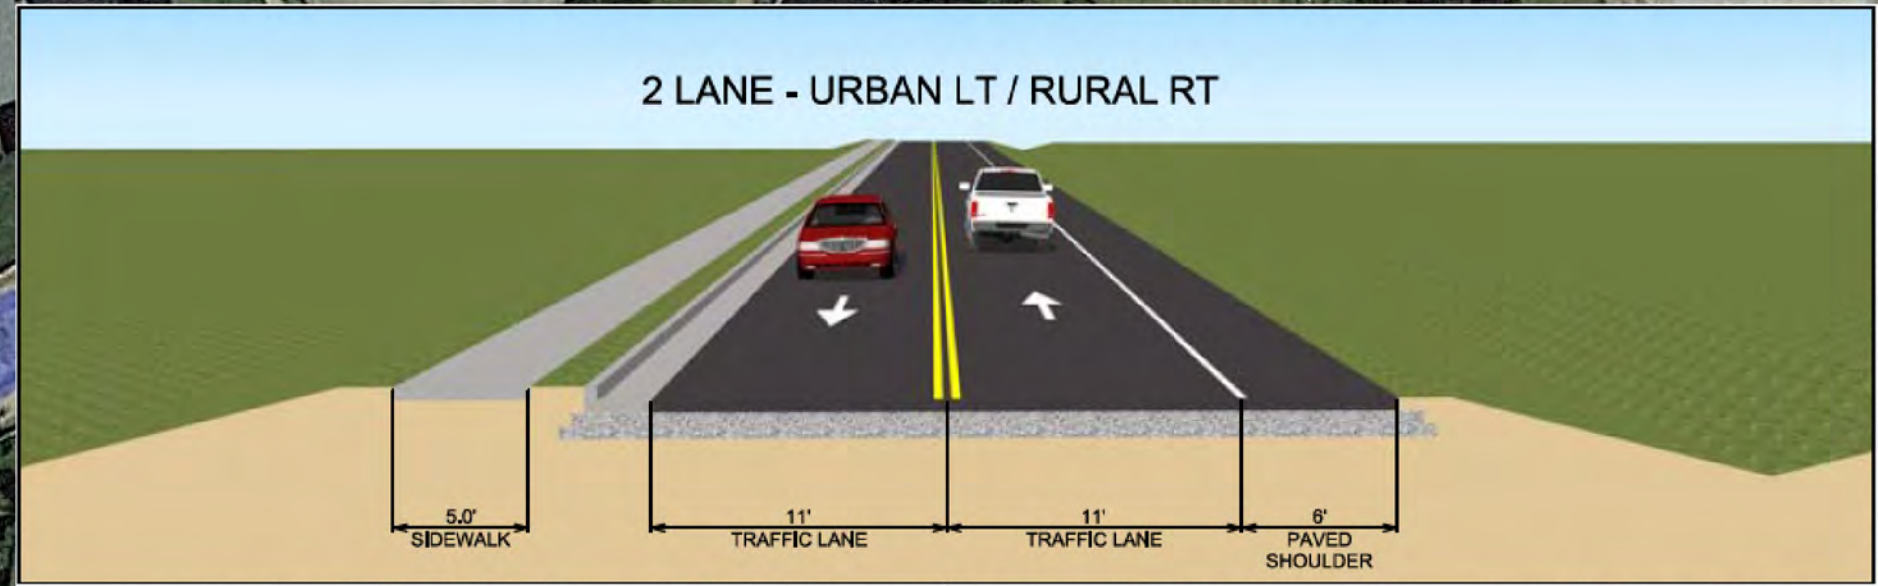 2 LANE - URBAN LT / RURAL RT
5.0'
SIDEWALK
11'
TRAFFIC LANE
11'
TRAFFIC LANE
6'
PAVED
SHOULDER